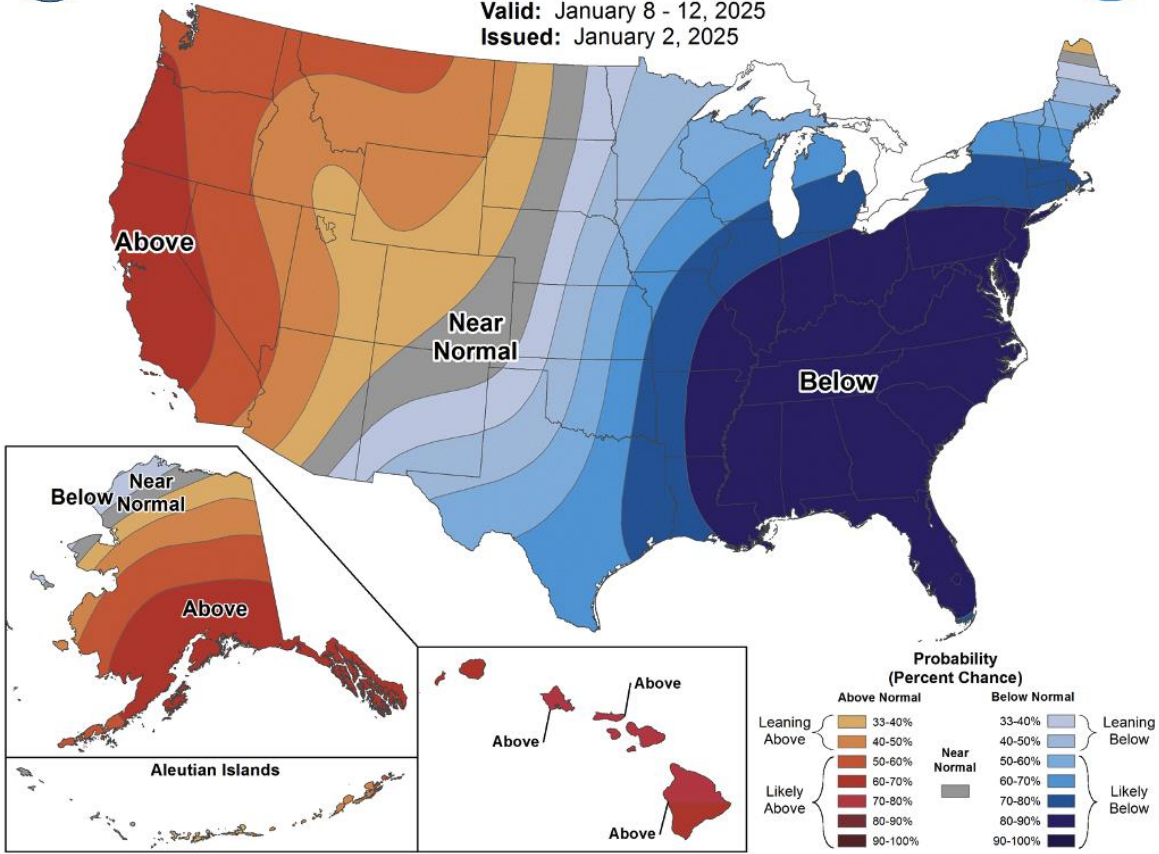 Valid: January 8 - 12, 2025
Issued: January 2, 2025
Above
Near
Normal
Below
Below
Near
Normal
Above
Aleutian Islands
Above
Above
Above
Probability
(Percent Chance)
Above Normal Below Normal
Leaning
Above
33-40%
40-50%
Likely
Above
50-60%
60-70%
70-80%
80-90%
90-100%
Near
Normal
33-40%
40-50%
Leaning
Below
50-60%
60-70%
70-80%
80-90%
90-100%
Likely
Below